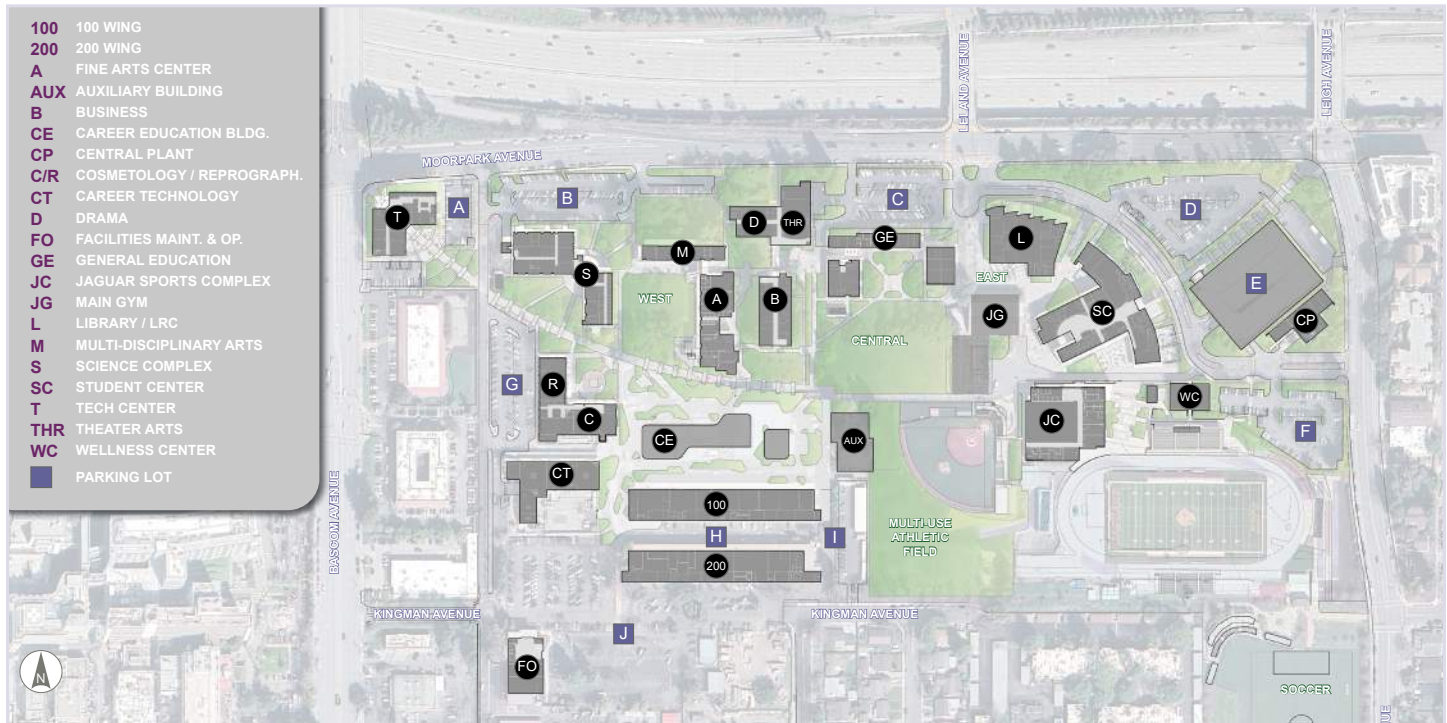 100 100 WING
200 200 WING
A FINE ARTS CENTER
AUX AUXILIARY BUILDING
B BUSINESS
CE CAREER EDUCATION BLDG.
CP CENTRAL PLANT
C/R COSMETOLOGY / REPROGRAPH.
CT CAREER TECHNOLOGY
D DRAMA
FO FACILITIES MAINT. & OP.
GE GENERAL EDUCATION
JC JAGUAR SPORTS COMPLEX
JG MAIN GYM
L LIBRARY / LRC
M MULTI-DISCIPLINARY ARTS
S SCIENCE COMPLEX
SC STUDENT CENTER
T TECH CENTER
THR THEATER ARTS
WC WELLNESS CENTER
PARKING LOT
LELAND AVENUE
LEIGH AVENUE
MOORPARK AVENUE
BASCOM AVENUE
T
A
B
C
D
D
THR
GE
L
M
S
A
B
WEST
EAST
CENTRAL
JG
SC
E
CP
G
R
C
CE
AUX
JC
WC
F
CT
100
H
I
200
MULTI-USE
ATHLETIC
FIELD
KINGMAN AVENUE
KINGMAN AVENUE
J
FO
N
SOCCER
UE